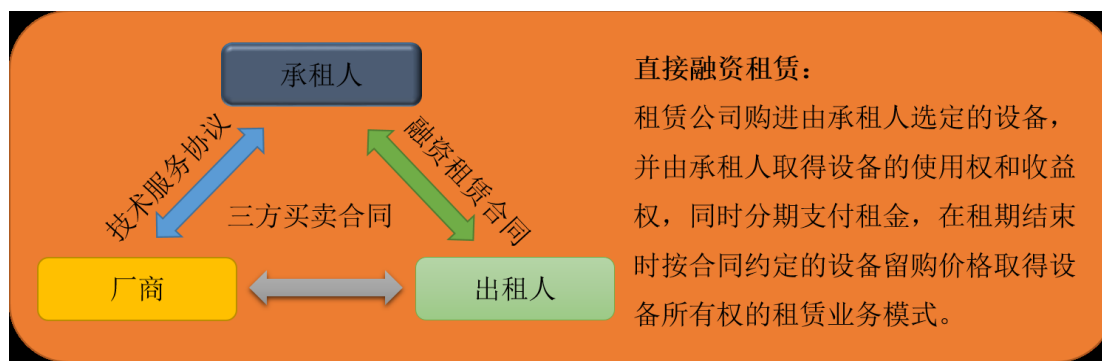 承租人
技术服务协议
融资租赁合同
三方买卖合同
厂商
出租人
直接融资租赁：
租赁公司购进由承租人选定的设备，
并由承租人取得设备的使用权和收益
权，同时分期支付租金，在租期结束
时按合同约定的设备留购价格取得设
备所有权的租赁业务模式。